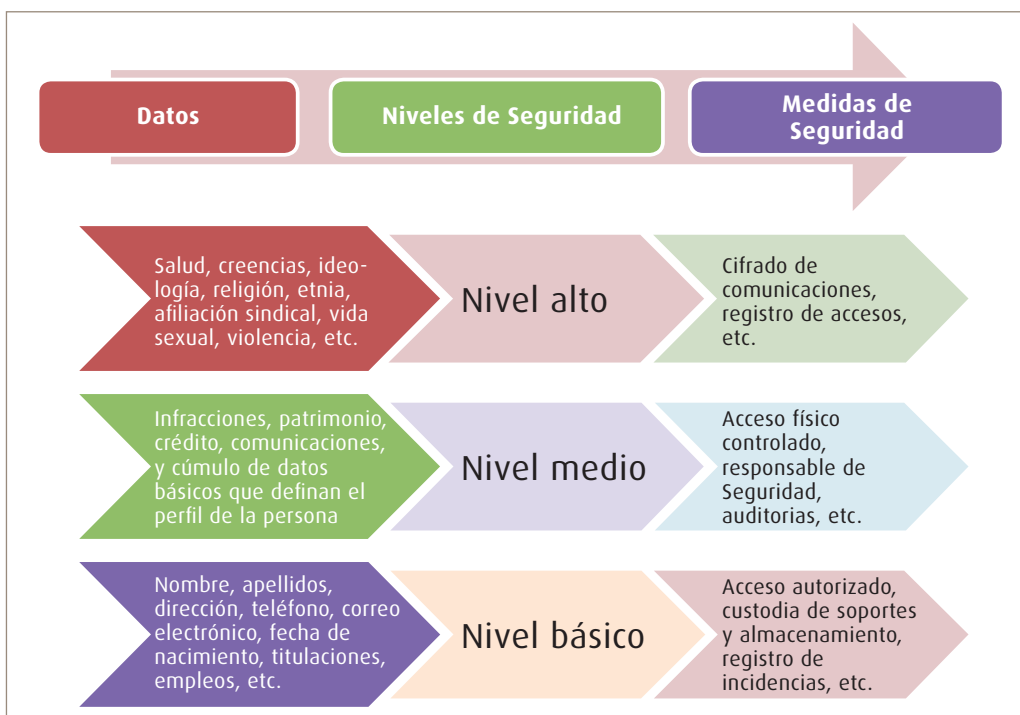 Datos
Niveles de Seguridad
Medidas de
Seguridad
Salud, creencias, ideo-
logía, religión, etnia,
afiliación sindical, vida
sexual, violencia, etc.
Nivel alto
Cifrado de
comunicaciones,
registro de accesos,
etc.
Infracciones, patrimonio,
crédito, comunicaciones,
y cúmulo de datos
básicos que definan el
perfil de la persona
Nivel medio
Acceso físico
controlado,
responsable de
Seguridad,
auditorias, etc.
Nombre, apellidos,
dirección, teléfono, correo
electrónico, fecha de
nacimiento, titulaciones,
empleos, etc.
Nivel básico
Acceso autorizado,
custodia de soportes
y almacenamiento,
registro de
incidencias, etc.